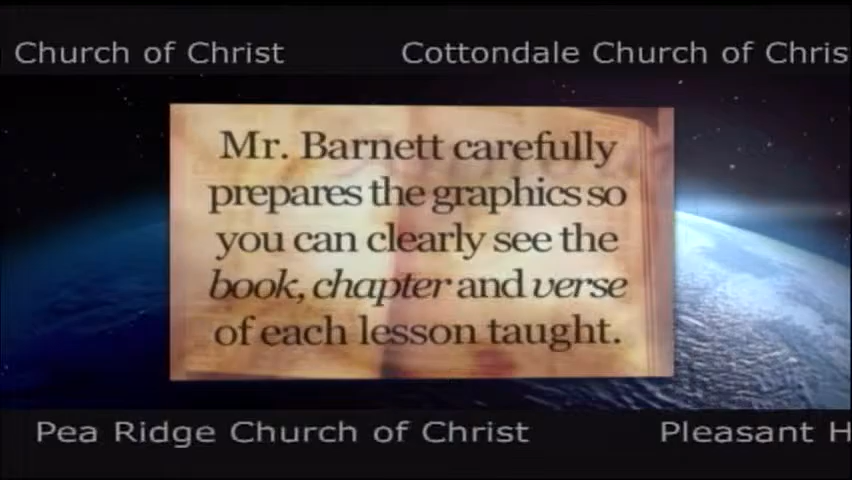 Church of Christ
Cottondale Church of Chris
Mr. Barnett carefully
prepares the graphics so
you can clearly see the
book, chapter and verse
of each lesson taught.
Pea Ridge Church of Christ
Pleasant H